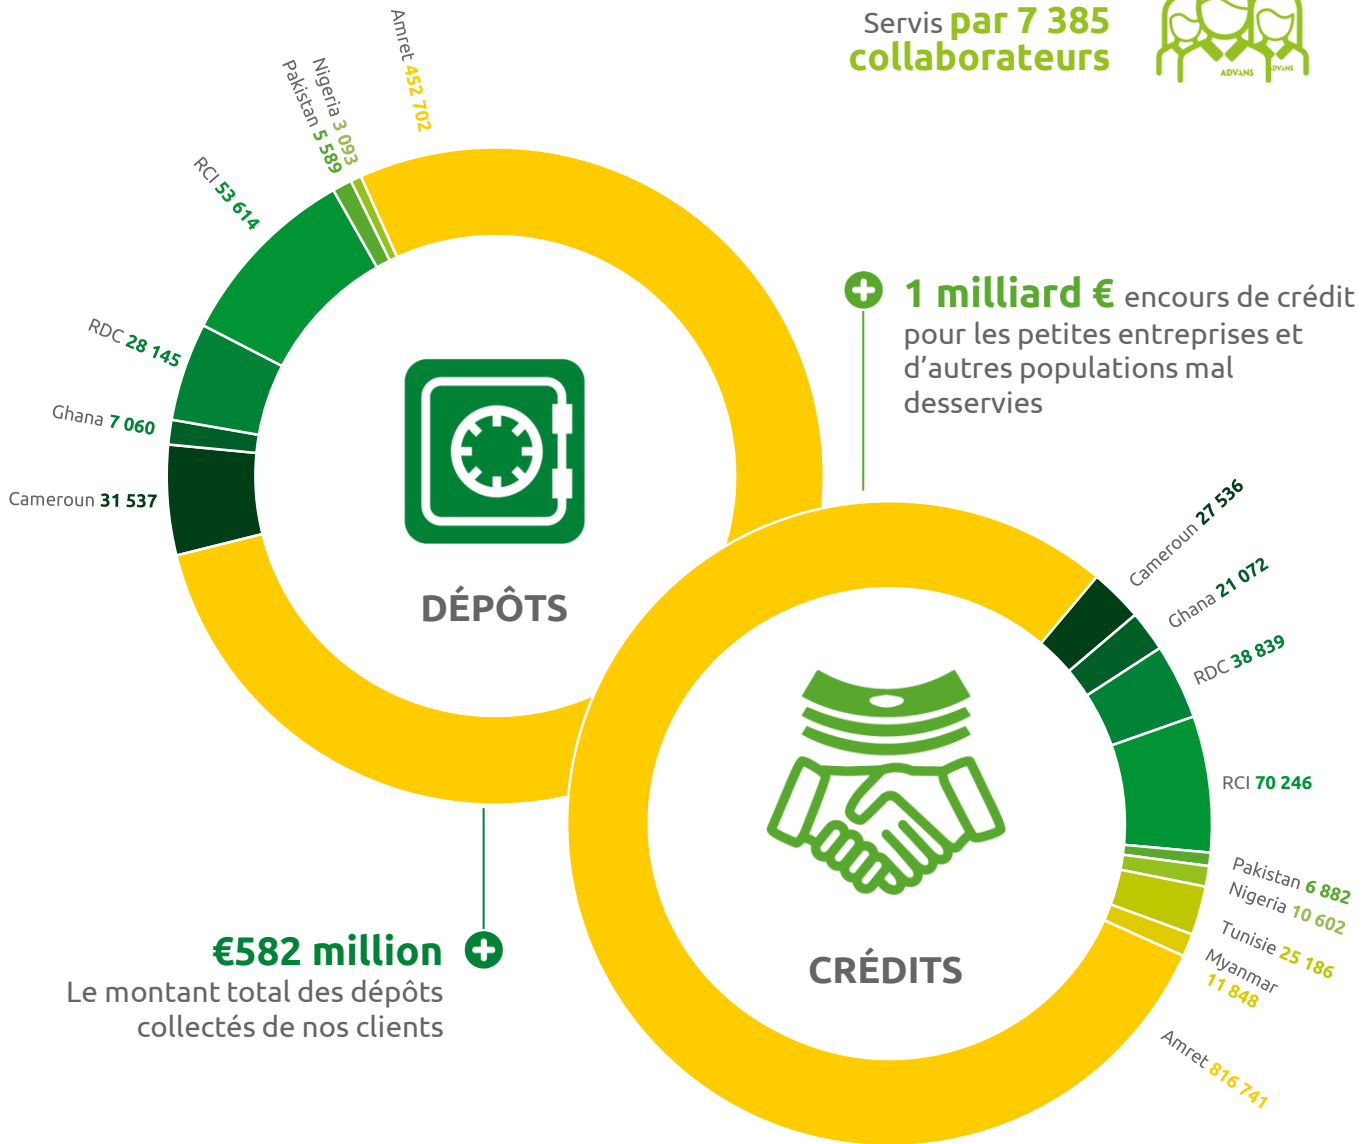 Servis par 7 385
collaborateurs
ADVANS
ADVANS
Amret 452 702
Nigeria 3 093
Pakistan 5 589
RCI 53 614
RDC 28 145
Ghana 7 060
Cameroun 31 537
DÉPÔTS
1 milliard € encours de crédit
pour les petites entreprises et
d’autres populations mal
desservies
Cameroun 27 536
Ghana 21 072
RDC 38 839
RCI 70 246
Pakistan 6 882
Nigeria 10 602
Tunisie 25 186
Myanmar
11 848
Amret 816 741
CRÉDITS
€582 million
Le montant total des dépôts
collectés de nos clients